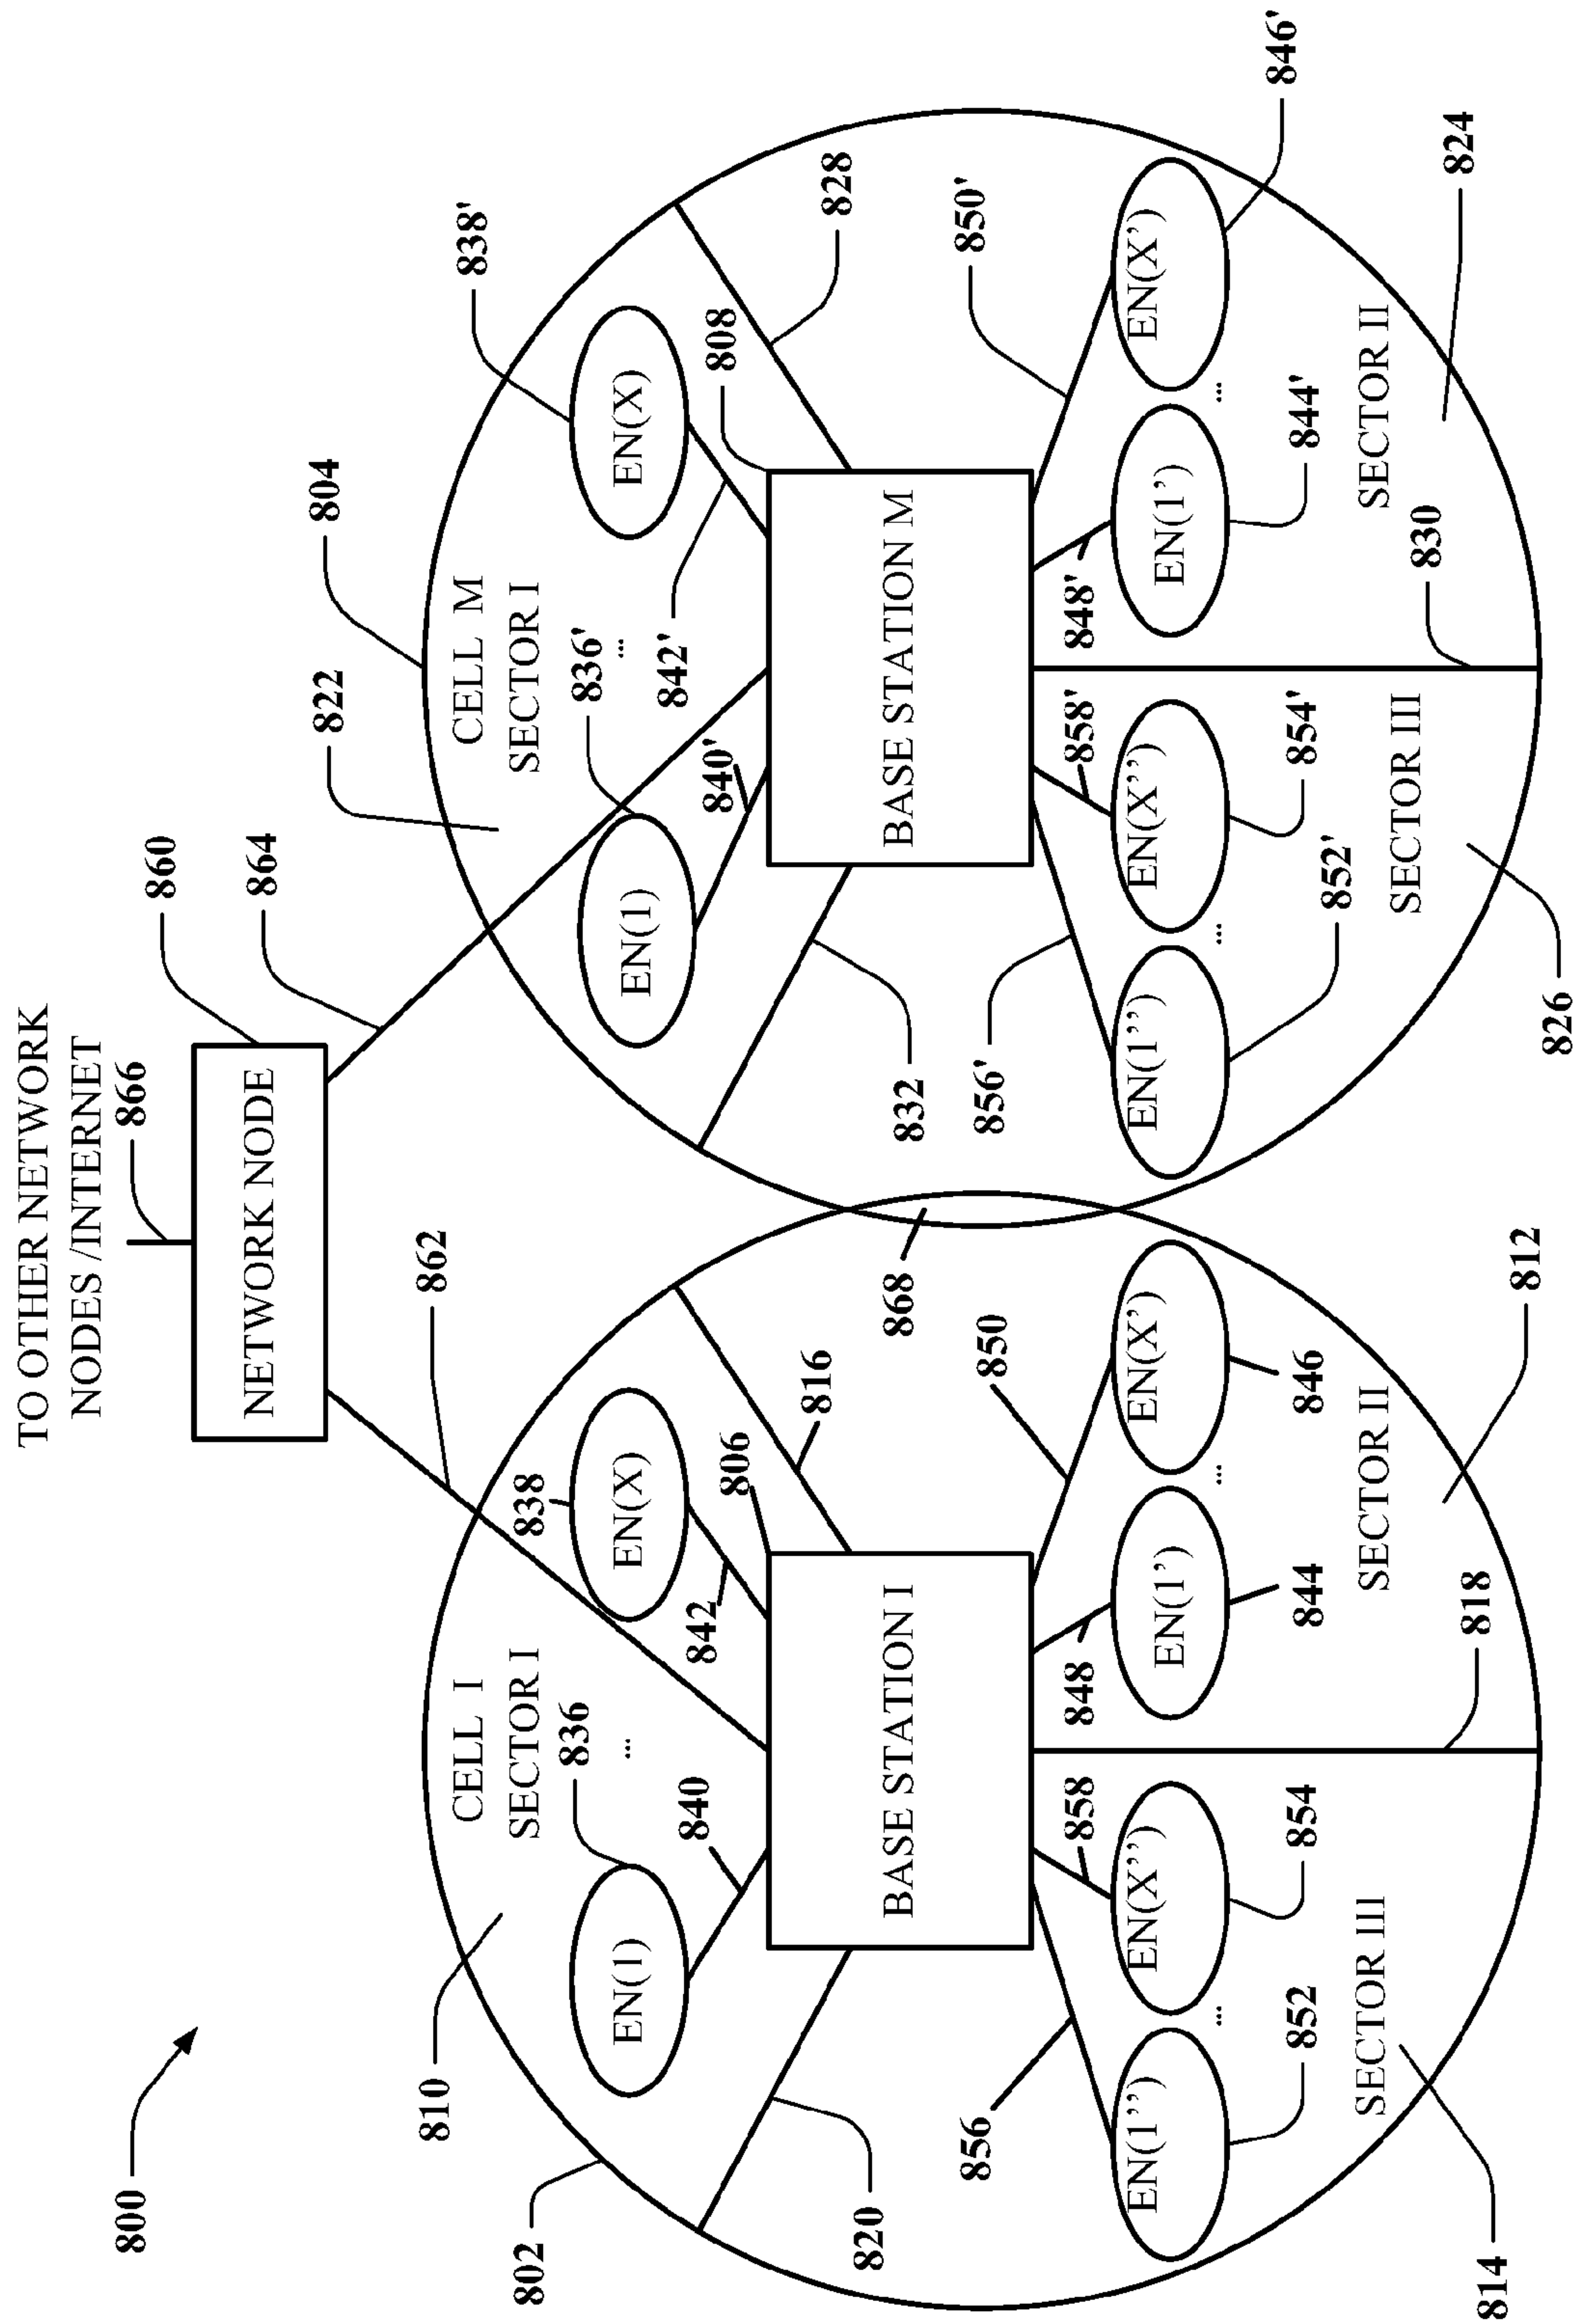 800
TO OTHER NETWORK
NODES /INTERNET
866
NETWORK NODE
860
862
864
802
810
CELL I
SECTOR I
836
...
838
EN(1)
EN(X)
840
842
806
816
820
BASE STATION I
856
858
848
850
EN(1’’)
...
EN(X’’)
EN(1’)
...
EN(X’)
852
854
844
846
SECTOR III
SECTOR II
814
818
812
868
804
822
CELL M
SECTOR I
838'
836'
...
EN(1)
EN(X)
840'
842'
808
828
832
BASE STATION M
856'
858'
848'
850'
EN(1’’)
...
EN(X’’)
EN(1’)
...
EN(X’)
852'
854'
844'
846'
SECTOR III
SECTOR II
826
830
824